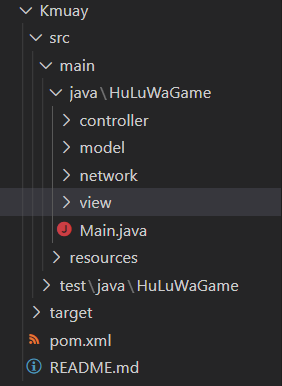 Kmuay
src
main
java\HuLuWaGame
controller
model
network
view
J Main.java
resources
test\java\HuLuWaGame
target
pom.xml
README.md